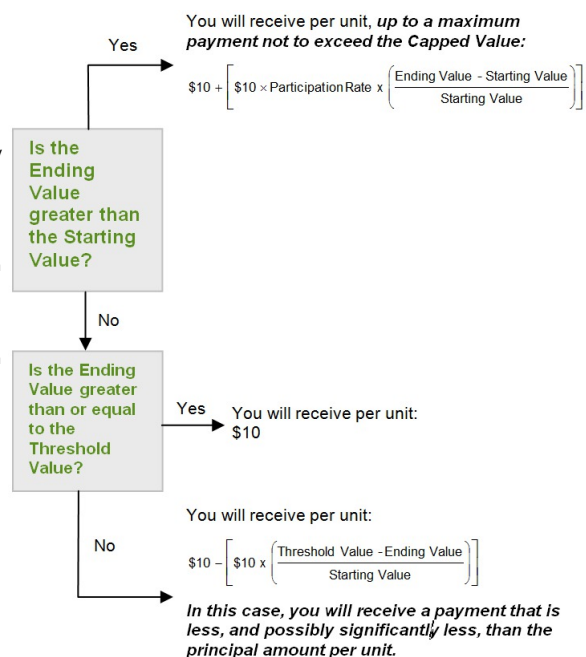 You will receive per unit, up to a maximum
payment not to exceed the Capped Value:
Yes
$10 + [ $10 × Participation Rate x ( Ending Value - Starting Value
Starting Value ) ]
Is the
Ending
Value
greater than
the Starting
Value?
No
Is the Ending
Value greater
than or equal
to the
Threshold
Value?
Yes
You will receive per unit:
$10
You will receive per unit:
No
$10 – [ $10 x ( Threshold Value - Ending Value
Starting Value ) ]
In this case, you will receive a payment that is
less, and possibly significantly less, than the
principal amount per unit.